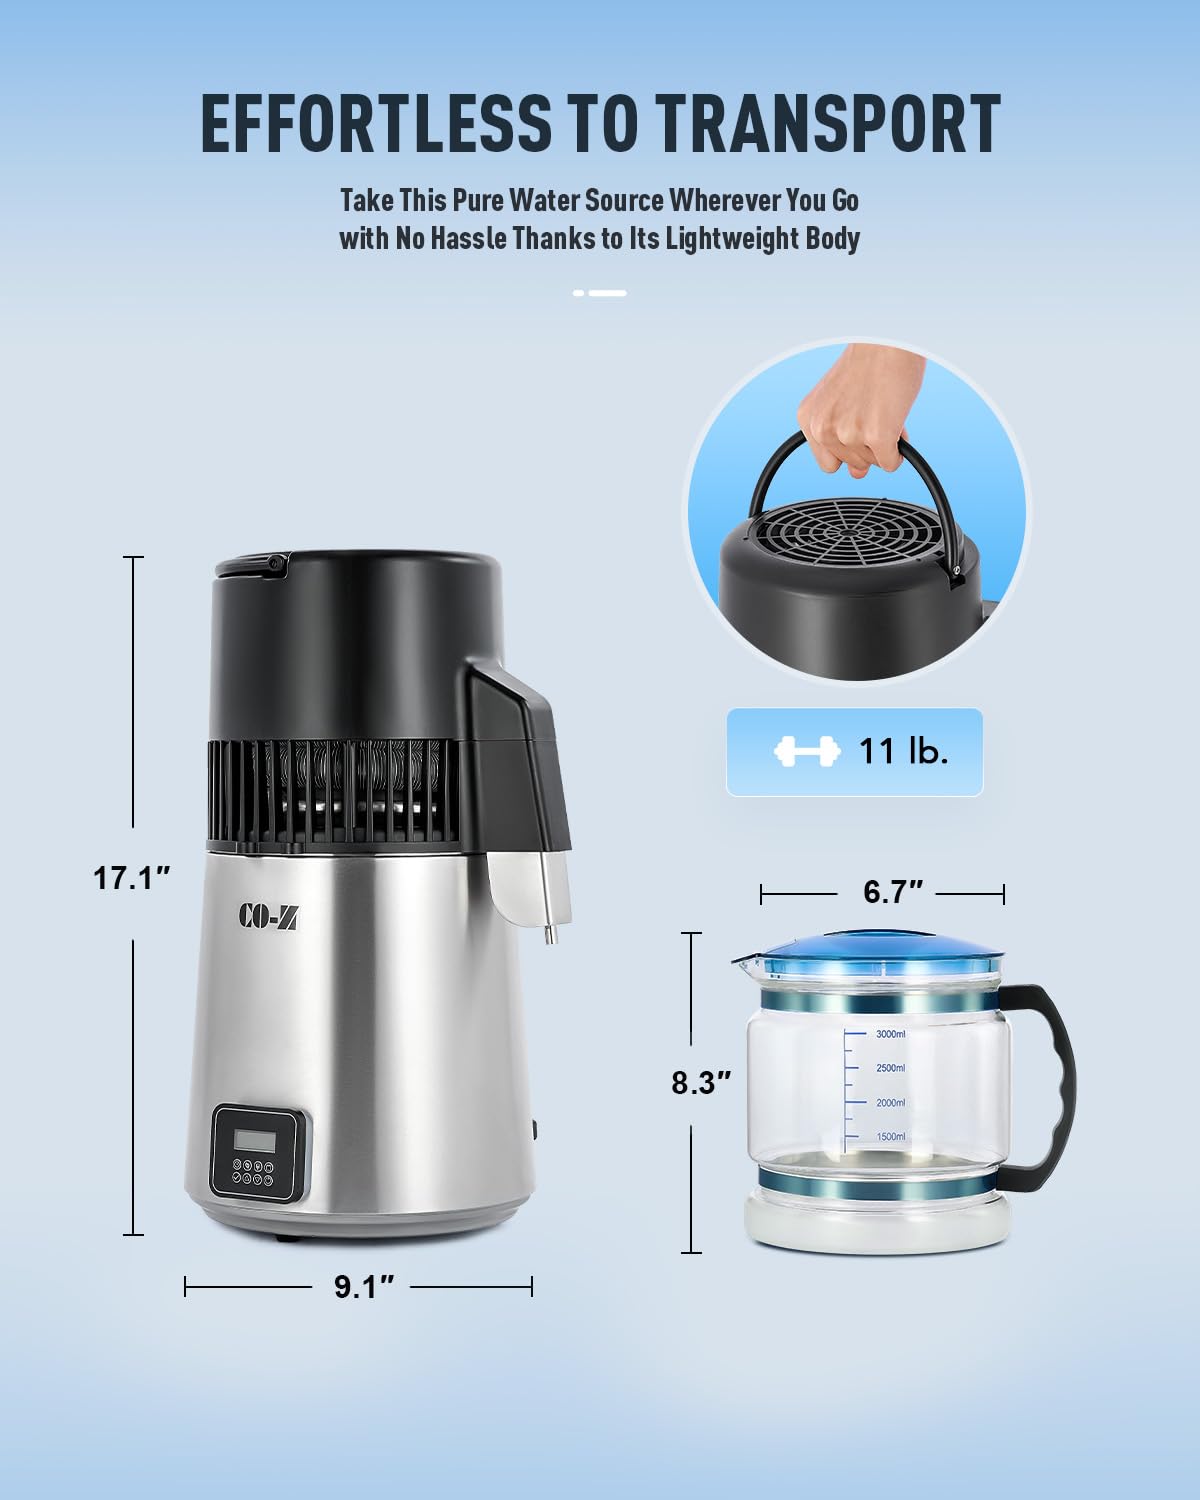 EFFORTLESS TO TRANSPORT
Take This Pure Water Source Wherever You Go
with No Hassle Thanks to Its Lightweight Body
11 lb.
17.1"
CO-Z
9.1"
6.7"
8.3"
3000ml
2500ml
2000ml
1500ml